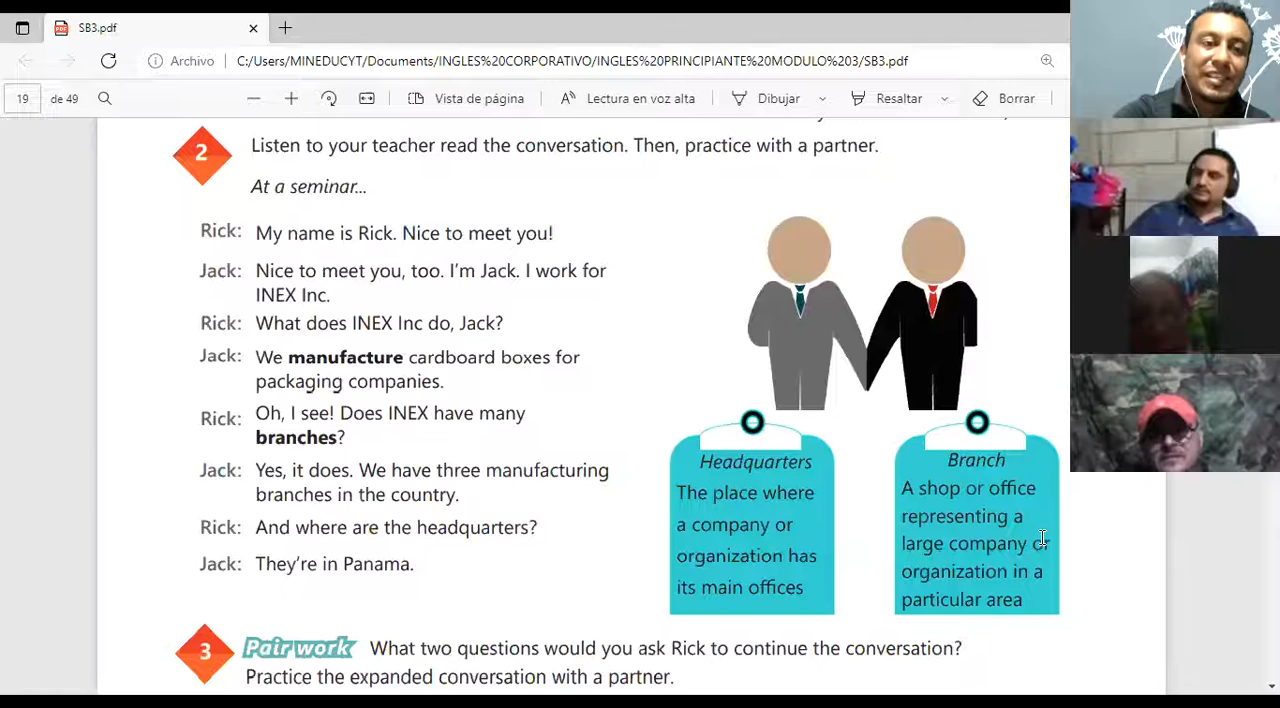 SB3.pdf
Archivo
C:/Users/MINEDUCYT/Documents/INGLES%20CORPORATIVO/INGLES%20PRINCIPIANTE%20MODULO%203/SB3.pdf
19 de 49
Vista de página
Lectura en voz alta
Dibujar
Resaltar
Borrar
2
Listen to your teacher read the conversation. Then, practice with a partner.
At a seminar...
Rick: My name is Rick. Nice to meet you!
Jack: Nice to meet you, too. I'm Jack. I work for
INEX Inc.
Rick: What does INEX Inc do, Jack?
Jack: We manufacture cardboard boxes for
packaging companies.
Rick: Oh, I see! Does INEX have many
branches?
Jack: Yes, it does. We have three manufacturing
branches in the country.
Rick: And where are the headquarters?
Jack: They're in Panama.
Headquarters
The place where
a company or
organization has
its main offices
Branch
A shop or office
representing a
large company or
organization in a
particular area
3
Pair work What two questions would you ask Rick to continue the conversation?
Practice the expanded conversation with a partner.